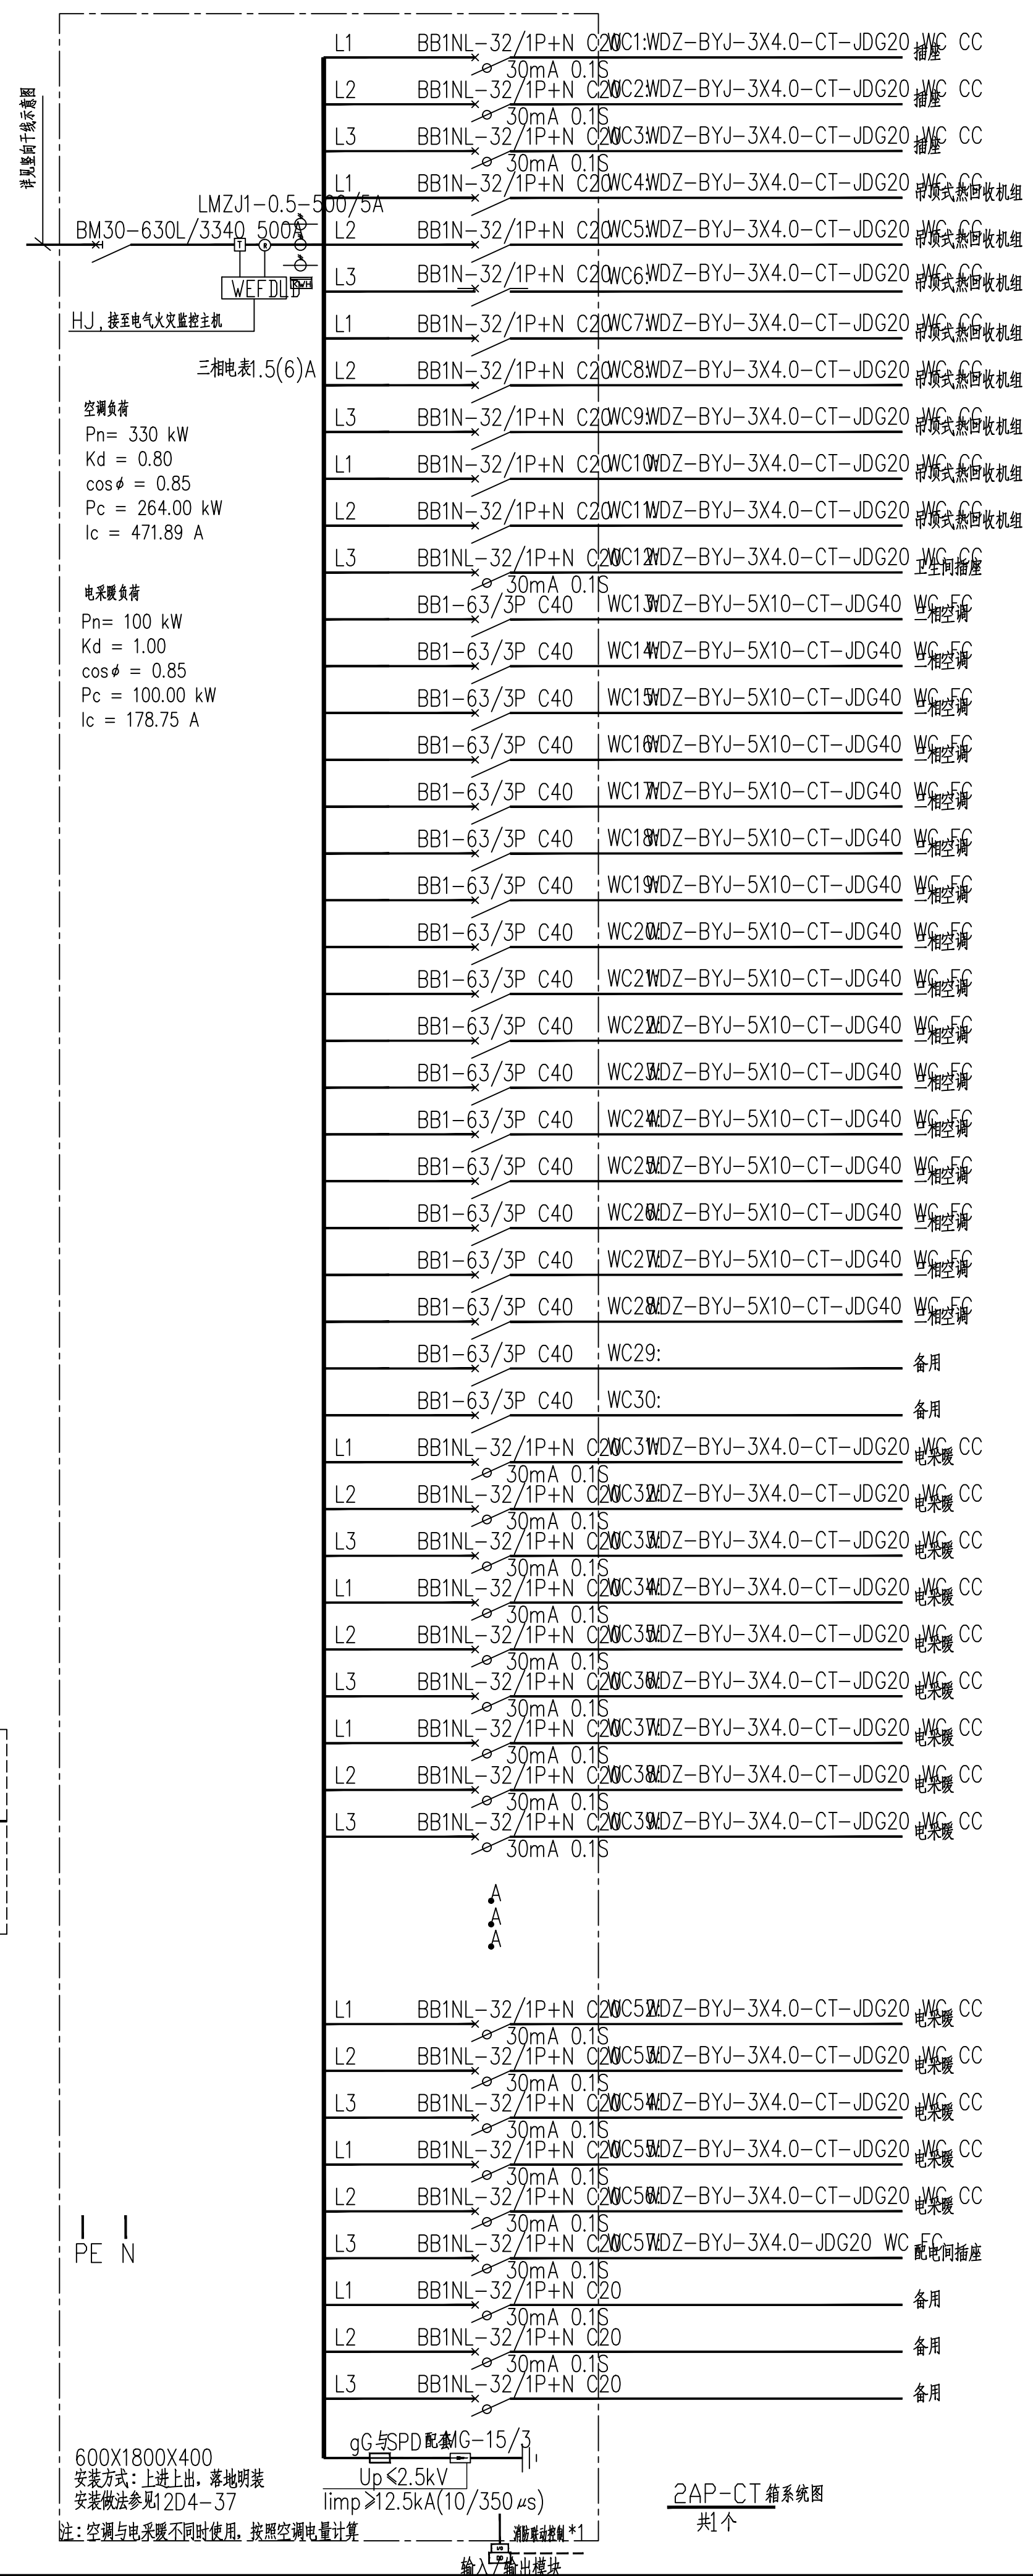 L1 BB1NL-32/1P+N C20 WC1: WDZ-BYJ-3X4.0-CT-JDG20 WC CC 插座
30mA 0.1S
L2 BB1NL-32/1P+N C20 WC2: WDZ-BYJ-3X4.0-CT-JDG20 WC CC 插座
30mA 0.1S
L3 BB1NL-32/1P+N C20 WC3: WDZ-BYJ-3X4.0-CT-JDG20 WC CC 插座
30mA 0.1S
L1 BB1N-32/1P+N C20 WC4: WDZ-BYJ-3X4.0-CT-JDG20 WC CC 吊顶式热回收机组
L2 BB1N-32/1P+N C20 WC5: WDZ-BYJ-3X4.0-CT-JDG20 WC CC 吊顶式热回收机组
L3 BB1N-32/1P+N C20 WC6: WDZ-BYJ-3X4.0-CT-JDG20 WC CC 吊顶式热回收机组
L1 BB1N-32/1P+N C20 WC7: WDZ-BYJ-3X4.0-CT-JDG20 WC CC 吊顶式热回收机组
L2 BB1N-32/1P+N C20 WC8: WDZ-BYJ-3X4.0-CT-JDG20 WC CC 吊顶式热回收机组
L3 BB1N-32/1P+N C20 WC9: WDZ-BYJ-3X4.0-CT-JDG20 WC CC 吊顶式热回收机组
L1 BB1N-32/1P+N C20 WC10: WDZ-BYJ-3X4.0-CT-JDG20 WC CC 吊顶式热回收机组
L2 BB1N-32/1P+N C20 WC11: WDZ-BYJ-3X4.0-CT-JDG20 WC CC 吊顶式热回收机组
L3 BB1NL-32/1P+N C20 WC12: WDZ-BYJ-3X4.0-CT-JDG20 WC CC 卫生间插座
30mA 0.1S
BB1-63/3P C40 WC13: WDZ-BYJ-5X10-CT-JDG40 WC FC 三相空调
BB1-63/3P C40 WC14: WDZ-BYJ-5X10-CT-JDG40 WC FC 三相空调
BB1-63/3P C40 WC15: WDZ-BYJ-5X10-CT-JDG40 WC FC 三相空调
BB1-63/3P C40 WC16: WDZ-BYJ-5X10-CT-JDG40 WC FC 三相空调
BB1-63/3P C40 WC17: WDZ-BYJ-5X10-CT-JDG40 WC FC 三相空调
BB1-63/3P C40 WC18: WDZ-BYJ-5X10-CT-JDG40 WC FC 三相空调
BB1-63/3P C40 WC19: WDZ-BYJ-5X10-CT-JDG40 WC FC 三相空调
BB1-63/3P C40 WC20: WDZ-BYJ-5X10-CT-JDG40 WC FC 三相空调
BB1-63/3P C40 WC21: WDZ-BYJ-5X10-CT-JDG40 WC FC 三相空调
BB1-63/3P C40 WC22: WDZ-BYJ-5X10-CT-JDG40 WC FC 三相空调
BB1-63/3P C40 WC23: WDZ-BYJ-5X10-CT-JDG40 WC FC 三相空调
BB1-63/3P C40 WC24: WDZ-BYJ-5X10-CT-JDG40 WC FC 三相空调
BB1-63/3P C40 WC25: WDZ-BYJ-5X10-CT-JDG40 WC FC 三相空调
BB1-63/3P C40 WC26: WDZ-BYJ-5X10-CT-JDG40 WC FC 三相空调
BB1-63/3P C40 WC27: WDZ-BYJ-5X10-CT-JDG40 WC FC 三相空调
BB1-63/3P C40 WC28: WDZ-BYJ-5X10-CT-JDG40 WC FC 三相空调
BB1-63/3P C40 WC29: 备用
BB1-63/3P C40 WC30: 备用
L1 BB1NL-32/1P+N C20 WC31: WDZ-BYJ-3X4.0-CT-JDG20 WC CC 电采暖
30mA 0.1S
L2 BB1NL-32/1P+N C20 WC32: WDZ-BYJ-3X4.0-CT-JDG20 WC CC 电采暖
30mA 0.1S
L3 BB1NL-32/1P+N C20 WC33: WDZ-BYJ-3X4.0-CT-JDG20 WC CC 电采暖
30mA 0.1S
L1 BB1NL-32/1P+N C20 WC34: WDZ-BYJ-3X4.0-CT-JDG20 WC CC 电采暖
30mA 0.1S
L2 BB1NL-32/1P+N C20 WC35: WDZ-BYJ-3X4.0-CT-JDG20 WC CC 电采暖
30mA 0.1S
L3 BB1NL-32/1P+N C20 WC36: WDZ-BYJ-3X4.0-CT-JDG20 WC CC 电采暖
30mA 0.1S
L1 BB1NL-32/1P+N C20 WC37: WDZ-BYJ-3X4.0-CT-JDG20 WC CC 电采暖
30mA 0.1S
L2 BB1NL-32/1P+N C20 WC38: WDZ-BYJ-3X4.0-CT-JDG20 WC CC 电采暖
30mA 0.1S
L3 BB1NL-32/1P+N C20 WC39: WDZ-BYJ-3X4.0-CT-JDG20 WC CC 电采暖
30mA 0.1S
A
A
A
L1 BB1NL-32/1P+N C20 WC52: WDZ-BYJ-3X4.0-CT-JDG20 WC CC 电采暖
30mA 0.1S
L2 BB1NL-32/1P+N C20 WC53: WDZ-BYJ-3X4.0-CT-JDG20 WC CC 电采暖
30mA 0.1S
L3 BB1NL-32/1P+N C20 WC54: WDZ-BYJ-3X4.0-CT-JDG20 WC CC 电采暖
30mA 0.1S
L1 BB1NL-32/1P+N C20 WC55: WDZ-BYJ-3X4.0-CT-JDG20 WC CC 电采暖
30mA 0.1S
L2 BB1NL-32/1P+N C20 WC56: WDZ-BYJ-3X4.0-CT-JDG20 WC CC 电采暖
30mA 0.1S
L3 BB1NL-32/1P+N C20 WC57: WDZ-BYJ-3X4.0-JDG20 WC FC 配电间插座
30mA 0.1S
L1 BB1NL-32/1P+N C20 备用
30mA 0.1S
L2 BB1NL-32/1P+N C20 备用
30mA 0.1S
L3 BB1NL-32/1P+N C20 备用
详见竖向干线示意图
LMZJ1-0.5-500/5A
BM30-630L/3340 500A
T
R
WEFDLD
KWH
HJ,接至电气火灾监控主机
三相电表1.5(6)A
空调负荷
Pn= 330 kW
Kd = 0.80
cosφ = 0.85
Pc = 264.00 kW
Ic = 471.89 A
电采暖负荷
Pn= 100 kW
Kd = 1.00
cosφ = 0.85
Pc = 100.00 kW
Ic = 178.75 A
PE N
gG与SPD配套 MG-15/3
Up≤2.5kV
Iimp≥12.5kA(10/350μs)
600X1800X400
安装方式：上进上出，落地明装
安装做法参见12D4-37
注：空调与电采暖不同时使用，按照空调电量计算
消防联动控制*1
输入/输出模块
2AP-CT箱系统图
共1个